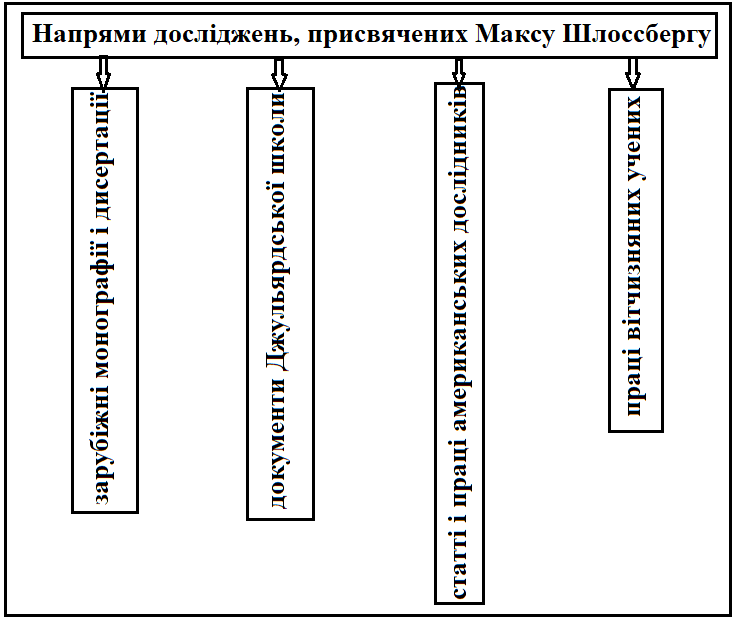 Напрями досліджень, присвячених Максу Шлоссбергу
зарубіжні монографії і дисертації
документи Джульярдської школи
статті і праці американських дослідників
праці вітчизняних учених